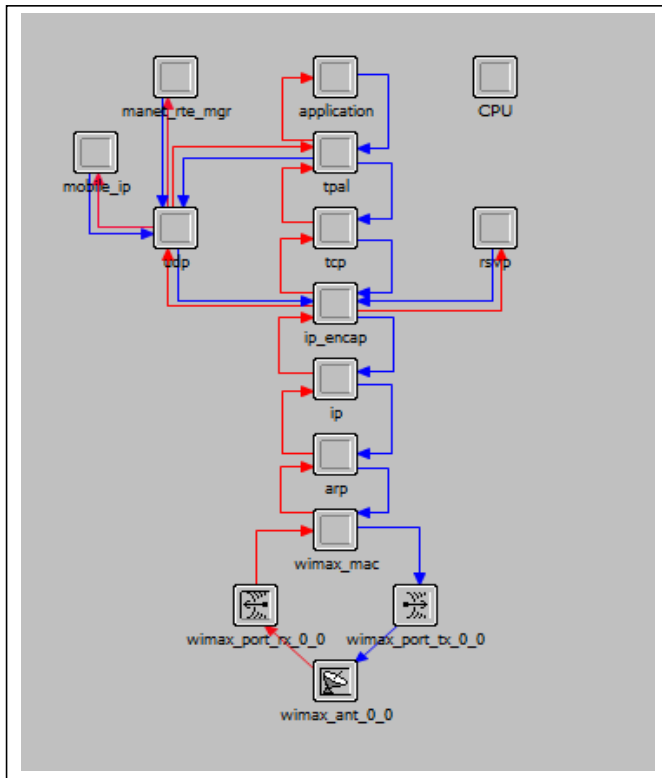 manet_rte_mgr
application
CPU
mobile_ip
tpal
udp
tcp
rsvp
ip_encap
ip
arp
wimax_mac
wimax_port_rx_0_0
wimax_port_tx_0_0
wimax_ant_0_0